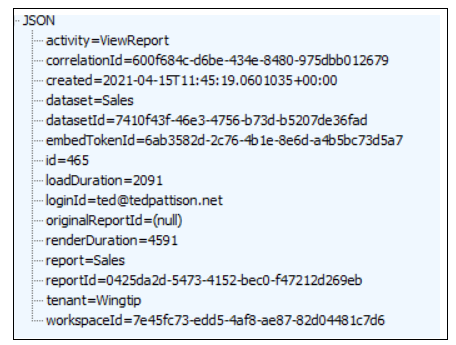 JSON
activity=ViewReport
correlationId=600f684c-d6be-434e-8480-975dbb012679
created=2021-04-15T11:45:19.0601035+00:00
dataset=Sales
datasetId=7410f43f-46e3-4756-b73d-b5207de36fad
embedTokenId=6ab3582d-2c76-4b1e-8e6d-a4b5bc73d5a7
id=465
loadDuration=2091
loginId=ted@tedpattison.net
originalReportId=(null)
renderDuration=4591
report=Sales
reportId=0425da2d-5473-4152-bec0-f47212d269eb
tenant=Wingtip
workspaceId=7e45fc73-edd5-4af8-ae87-82d04481c7d6